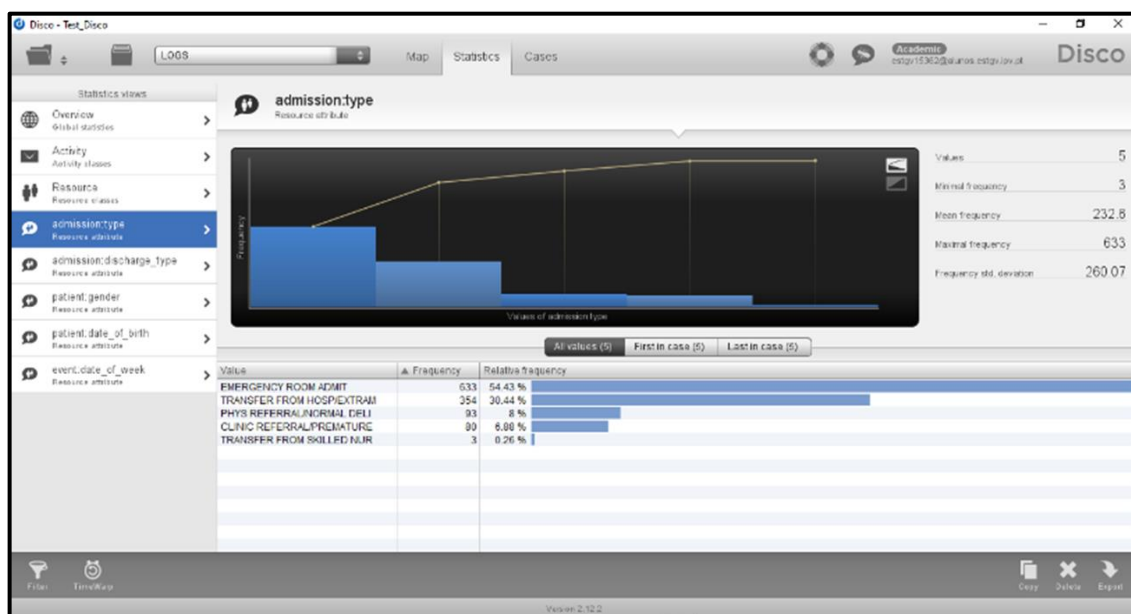 Disco - Test_Disco
LOGS
Map
Statistics
Cases
Academic
estgv15362@alunos.estgv.ipv.pt
Disco
Statistics views
Overview
Global statistics
Activity
Activity classes
Resource
Resource classes
admission:type
Resource attribute
admission:discharge_type
Resource attribute
patient:gender
Resource attribute
patient:date_of_birth
Resource attribute
event:date_of_week
Resource attribute
admission:type
Resource attribute
Frequency
Values of admission:type
Values 5
Minimal frequency 3
Mean frequency 232.6
Maximal frequency 633
Frequency std. deviation 260.07
All values (5)
First in case (5)
Last in case (5)
Value Frequency Relative frequency
EMERGENCY ROOM ADMIT 633 54.43 %
TRANSFER FROM HOSP/EXTRAM 354 30.44 %
PHYS REFERRAL/NORMAL DELI 93 8 %
CLINIC REFERRAL/PREMATURE 80 6.88 %
TRANSFER FROM SKILLED NUR 3 0.26 %
Filter
TimeWarp
Copy
Delete
Export
Version 2.12.2